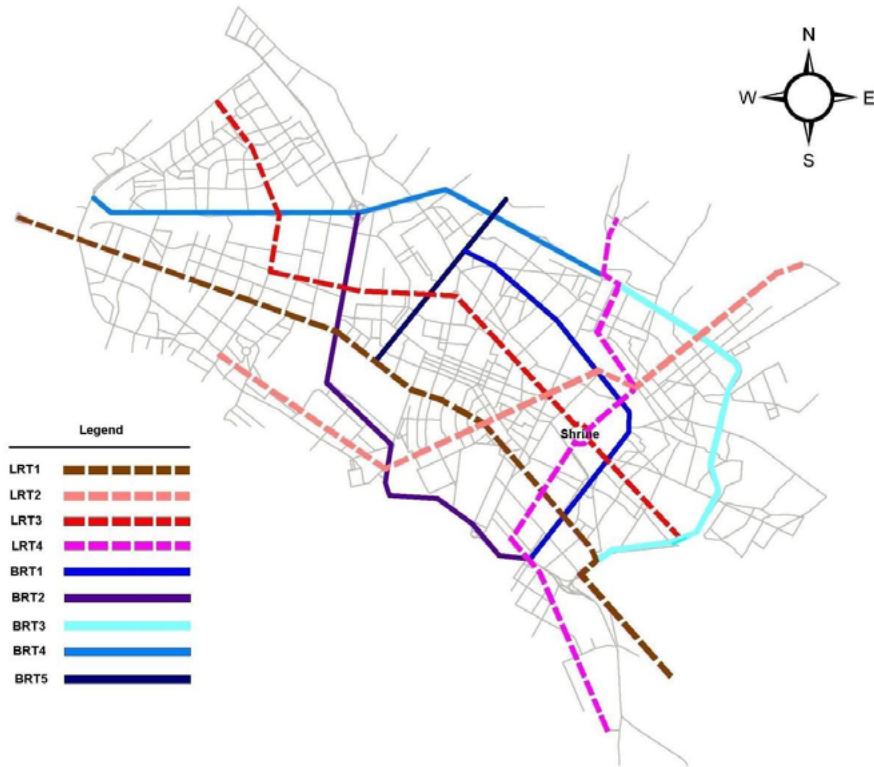 N
W E
S
Shrine
Legend
LRT1
LRT2
LRT3
LRT4
BRT1
BRT2
BRT3
BRT4
BRT5